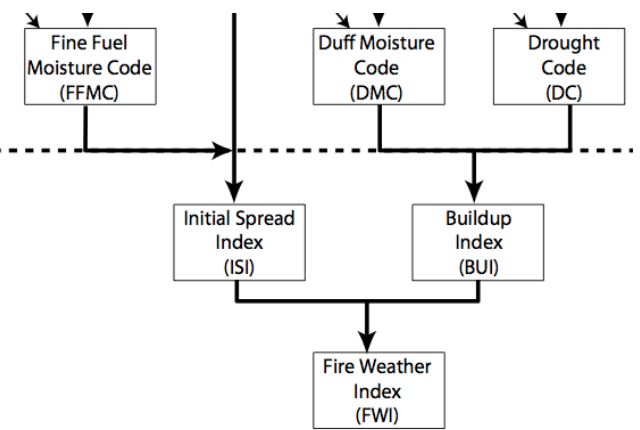 Fine Fuel
Moisture Code
(FFMC)
Duff Moisture
Code
(DMC)
Drought
Code
(DC)
Initial Spread
Index
(ISI)
Buildup
Index
(BUI)
Fire Weather
Index
(FWI)